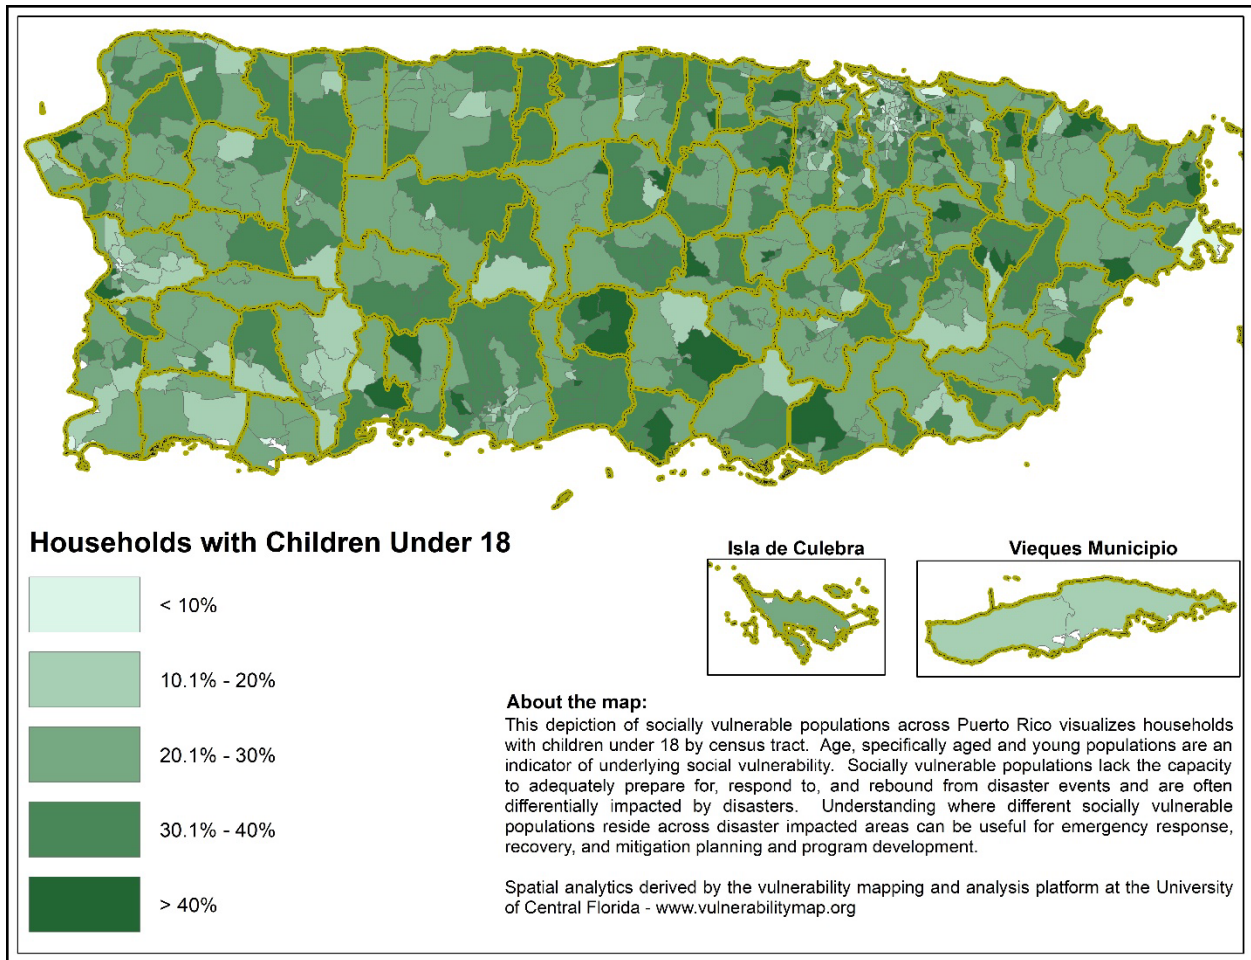 Households with Children Under 18
< 10%
10.1% - 20%
20.1% - 30%
30.1% - 40%
> 40%
Isla de Culebra
Vieques Municipio
About the map:
This depiction of socially vulnerable populations across Puerto Rico visualizes households
with children under 18 by census tract. Age, specifically aged and young populations are an
indicator of underlying social vulnerability. Socially vulnerable populations lack the capacity
to adequately prepare for, respond to, and rebound from disaster events and are often
differentially impacted by disasters. Understanding where different socially vulnerable
populations reside across disaster impacted areas can be useful for emergency response,
recovery, and mitigation planning and program development.
Spatial analytics derived by the vulnerability mapping and analysis platform at the University
of Central Florida - www.vulnerabilitymap.org